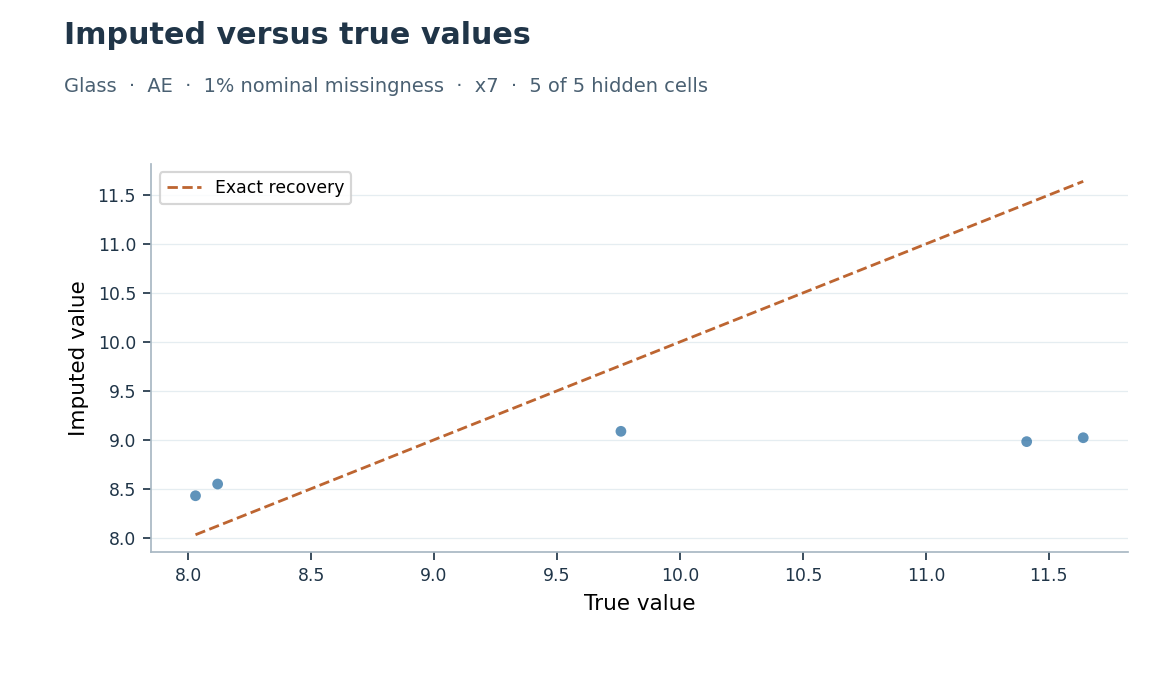 Imputed versus true values
Glass · AE · 1% nominal missingness · x7 · 5 of 5 hidden cells
Exact recovery
11.5
11.0
10.5
10.0
9.5
9.0
8.5
8.0
Imputed value
8.0 8.5 9.0 9.5 10.0 10.5 11.0 11.5
True value